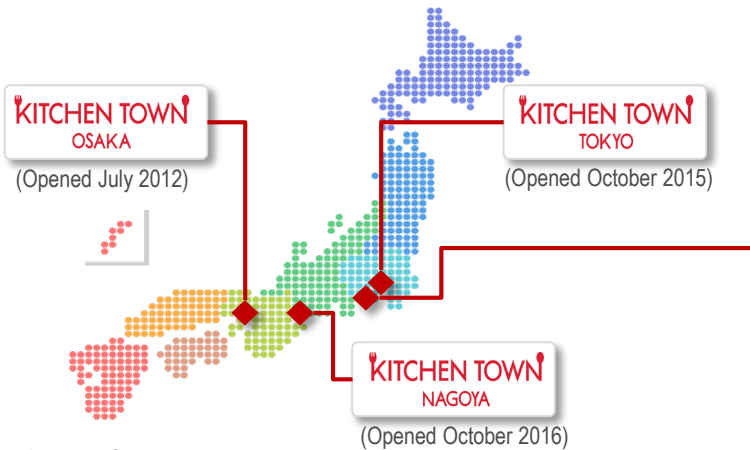 KITCHEN TOWN
OSAKA
(Opened July 2012)
KITCHEN TOWN
TOKYO
(Opened October 2015)
KITCHEN TOWN
NAGOYA
(Opened October 2016)